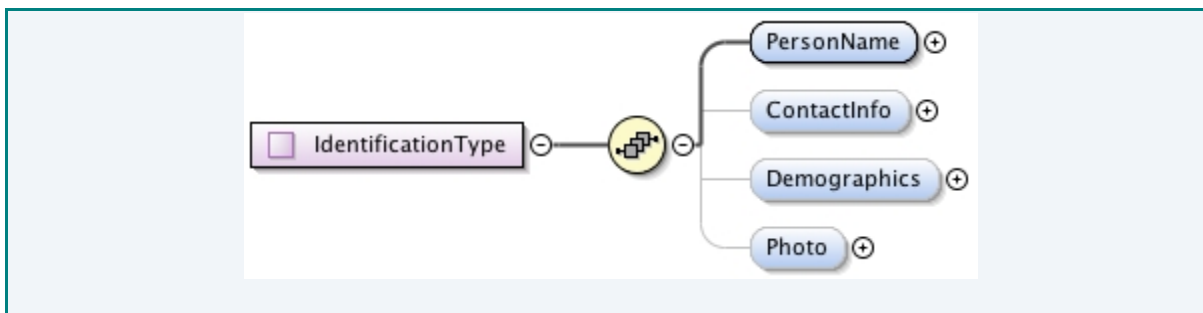 PersonName
ContactInfo
IdentificationType
Demographics
Photo